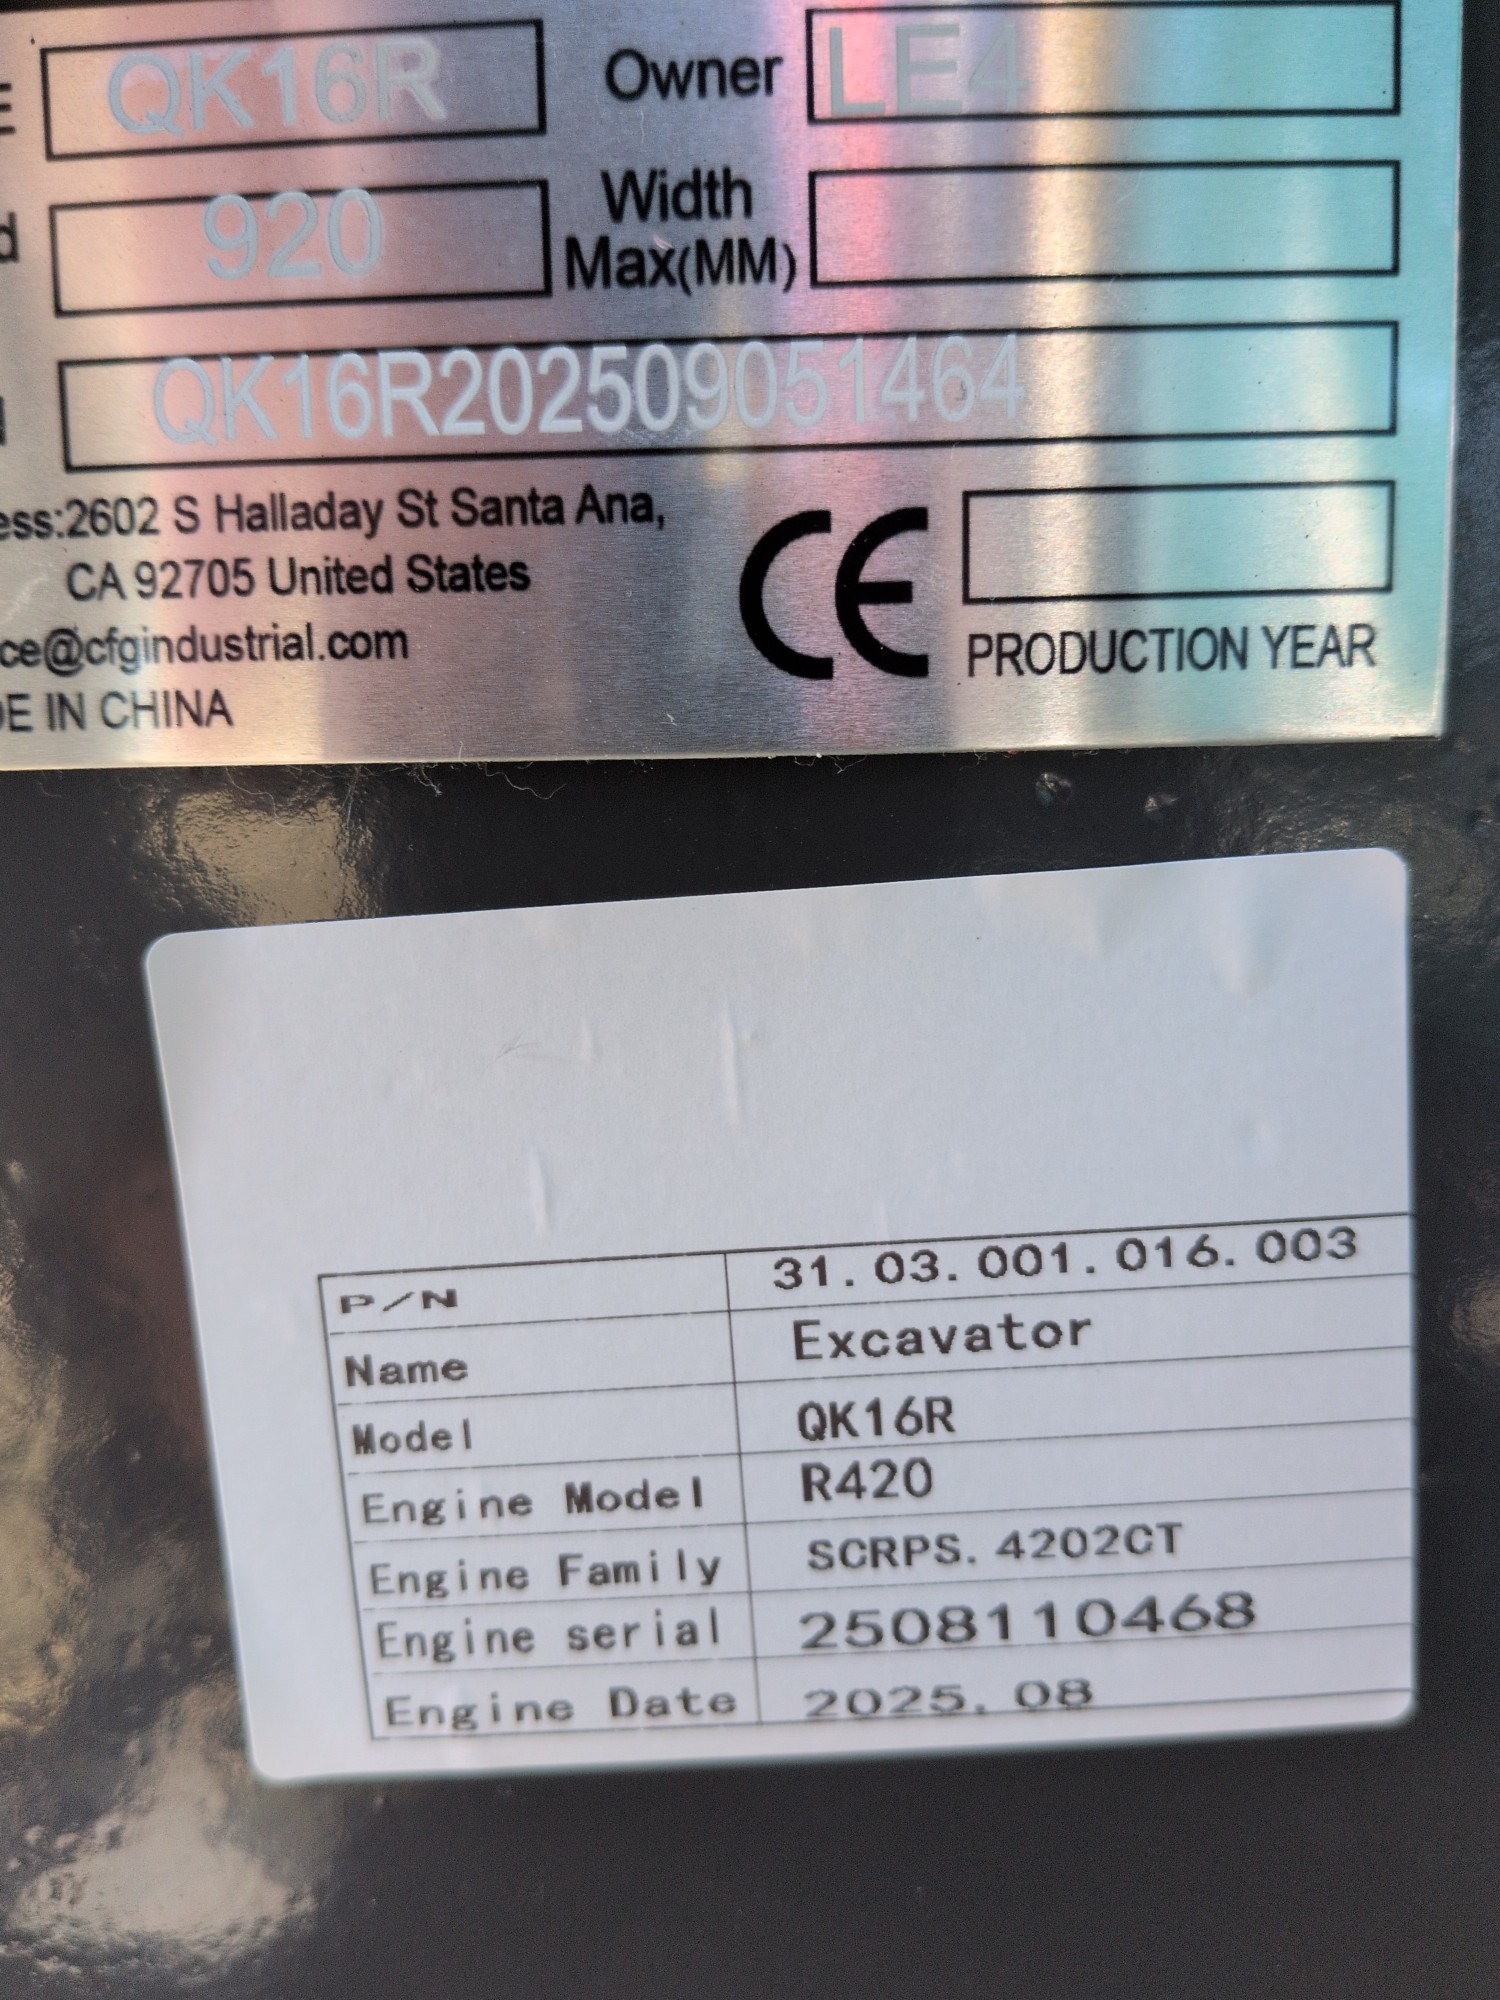 QK16R Owner LE4
920 Width Max(MM)
QK16R202509051464
ess:2602 S Halladay St Santa Ana,
CA 92705 United States
ce@cfgindustrial.com
DE IN CHINA
CE
PRODUCTION YEAR
P/N 31.03.001.016.003
Name Excavator
Model QK16R
Engine Model R420
Engine Family SCRPS.4202CT
Engine serial 2508110468
Engine Date 2025.08